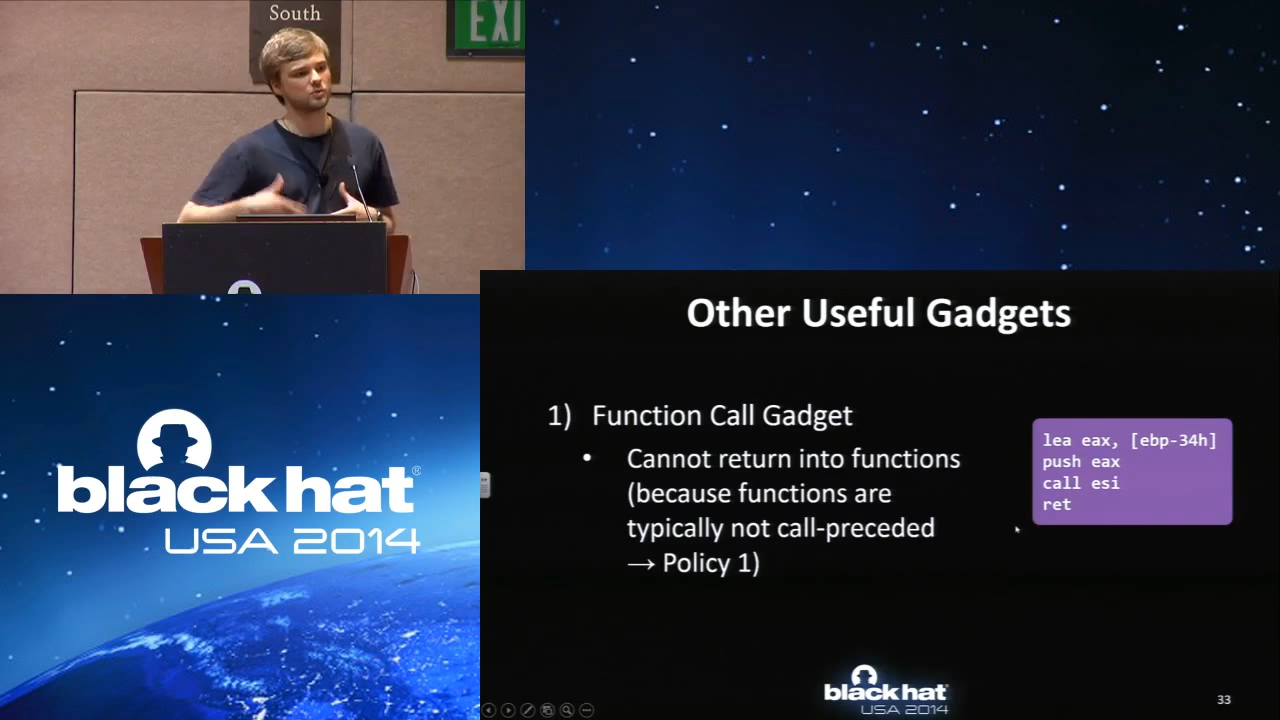 South
EXI
Other Useful Gadgets
1) Function Call Gadget
• Cannot return into functions
(because functions are
typically not call-preceded
→ Policy 1)
lea eax, [ebp-34h]
push eax
call esi
ret
black hat®
USA 2014
black hat
USA 2014
33